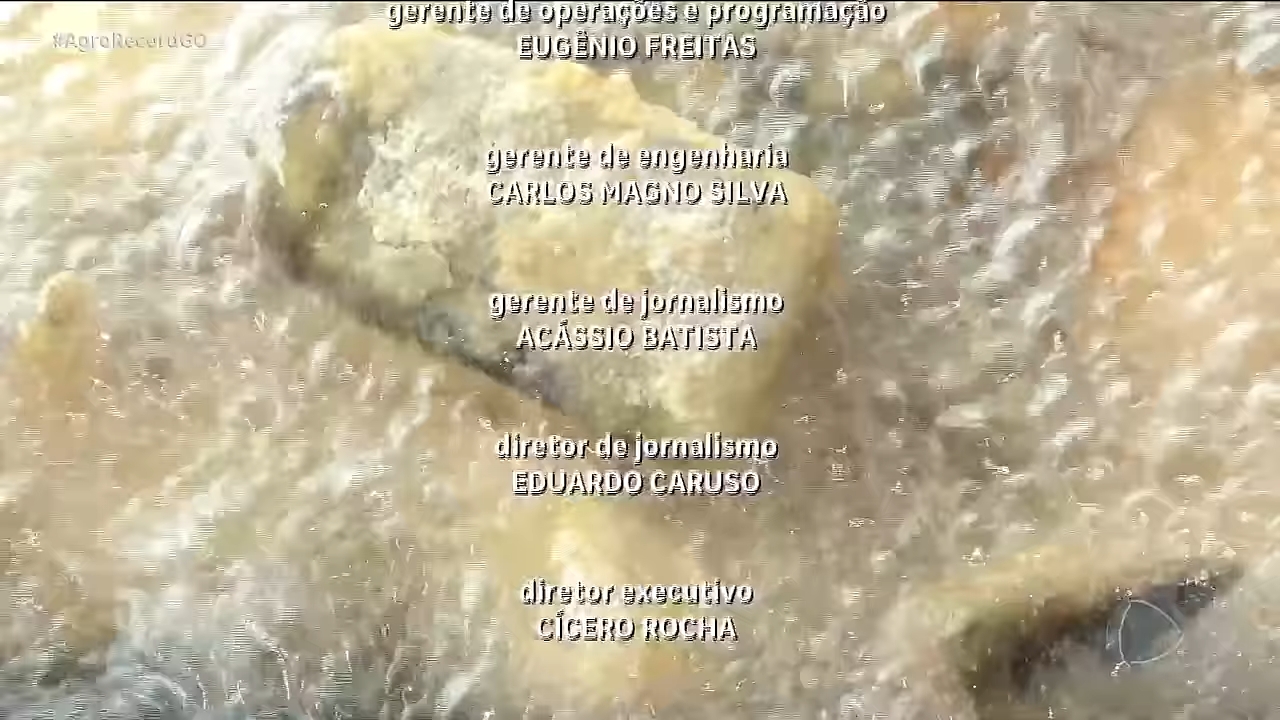 gerente de operações e programação
#AgroRecordGO
EUGÊNIO FREITAS
gerente de engenharia
CARLOS MAGNO SILVA
gerente de jornalismo
ACÁSSIO BATISTA
diretor de jornalismo
EDUARDO CARUSO
diretor executivo
CÍCERO ROCHA